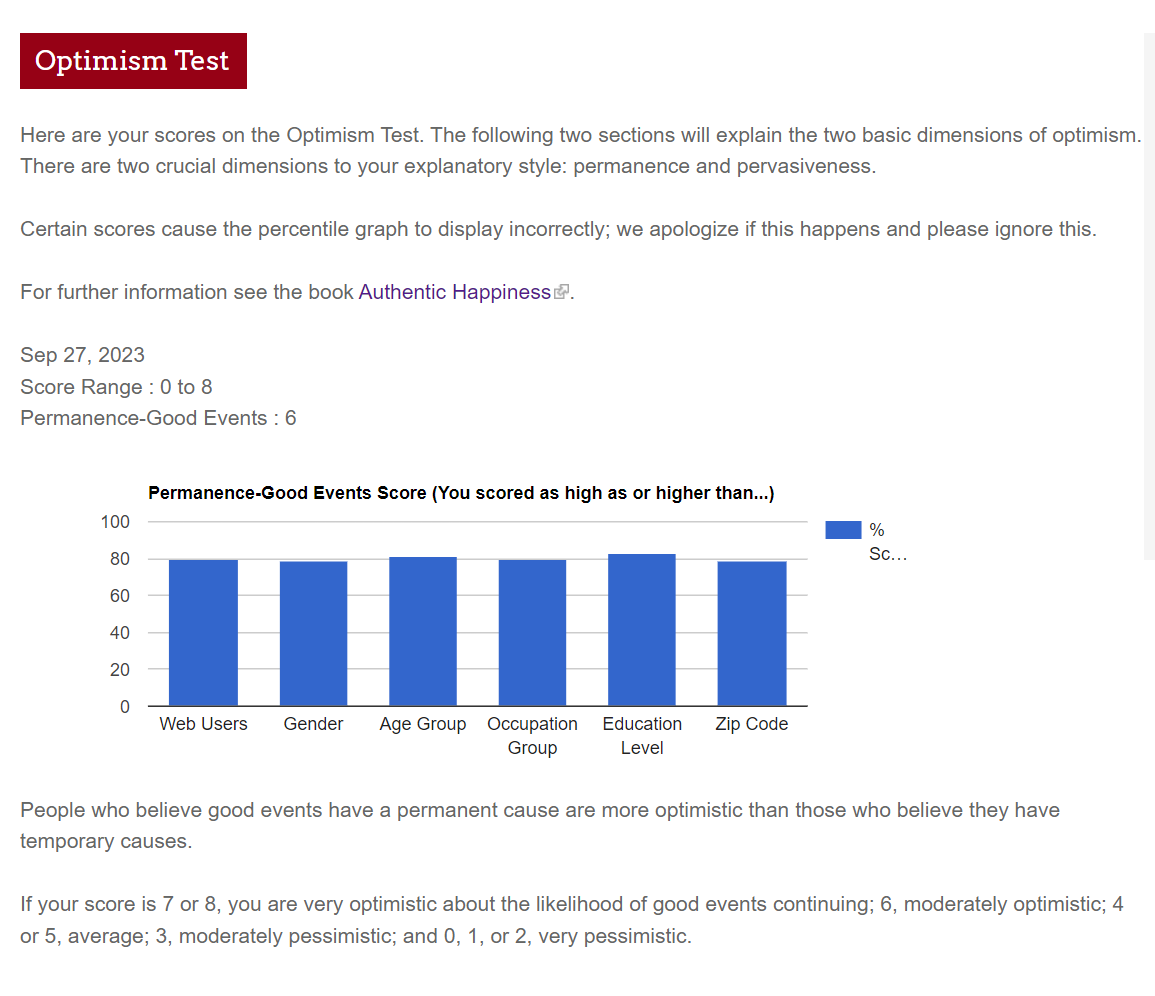 Optimism Test
Here are your scores on the Optimism Test. The following two sections will explain the two basic dimensions of optimism.
There are two crucial dimensions to your explanatory style: permanence and pervasiveness.
Certain scores cause the percentile graph to display incorrectly; we apologize if this happens and please ignore this.
For further information see the book Authentic Happiness.
Sep 27, 2023
Score Range : 0 to 8
Permanence-Good Events : 6
Permanence-Good Events Score (You scored as high as or higher than...)
100
80
60
40
20
0
% 
Sc...
Web Users Gender Age Group Occupation Group Education Level Zip Code
People who believe good events have a permanent cause are more optimistic than those who believe they have
temporary causes.
If your score is 7 or 8, you are very optimistic about the likelihood of good events continuing; 6, moderately optimistic; 4
or 5, average; 3, moderately pessimistic; and 0, 1, or 2, very pessimistic.